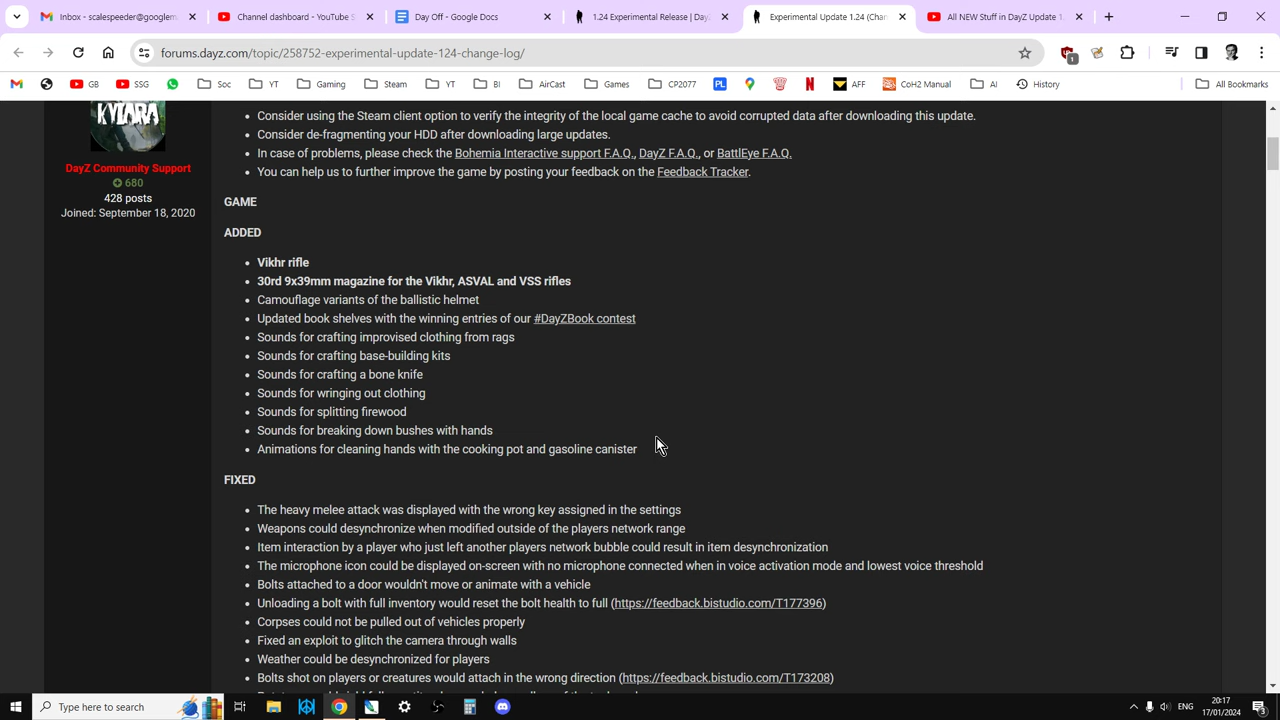 Inbox - scalespeeder@googlem
Channel dashboard - YouTube S
Day Off - Google Docs
1.24 Experimental Release | Day
Experimental Update 1.24 (Chan
All NEW Stuff in DayZ Update 1.
forums.dayz.com/topic/258752-experimental-update-124-change-log/
1
GB
SSG
Soc
YT
Gaming
Steam
YT
BI
AirCast
Games
CP2077
AFF
CoH2 Manual
AI
History
All Bookmarks
KYIARA
DayZ Community Support
680
428 posts
Joined: September 18, 2020
• Consider using the Steam client option to verify the integrity of the local game cache to avoid corrupted data after downloading this update.
• Consider de-fragmenting your HDD after downloading large updates.
• In case of problems, please check the Bohemia Interactive support F.A.Q., DayZ F.A.Q., or BattlEye F.A.Q.
• You can help us to further improve the game by posting your feedback on the Feedback Tracker.
GAME
ADDED
• Vikhr rifle
• 30rd 9x39mm magazine for the Vikhr, ASVAL and VSS rifles
• Camouflage variants of the ballistic helmet
• Updated book shelves with the winning entries of our #DayZBook contest
• Sounds for crafting improvised clothing from rags
• Sounds for crafting base-building kits
• Sounds for crafting a bone knife
• Sounds for wringing out clothing
• Sounds for splitting firewood
• Sounds for breaking down bushes with hands
• Animations for cleaning hands with the cooking pot and gasoline canister
FIXED
• The heavy melee attack was displayed with the wrong key assigned in the settings
• Weapons could desynchronize when modified outside of the players network range
• Item interaction by a player who just left another players network bubble could result in item desynchronization
• The microphone icon could be displayed on-screen with no microphone connected when in voice activation mode and lowest voice threshold
• Bolts attached to a door wouldn't move or animate with a vehicle
• Unloading a bolt with full inventory would reset the bolt health to full (https://feedback.bistudio.com/T177396)
• Corpses could not be pulled out of vehicles properly
• Fixed an exploit to glitch the camera through walls
• Weather could be desynchronized for players
• Bolts shot on players or creatures would attach in the wrong direction (https://feedback.bistudio.com/T173208)
Type here to search
ENG
20:17
17/01/2024
3